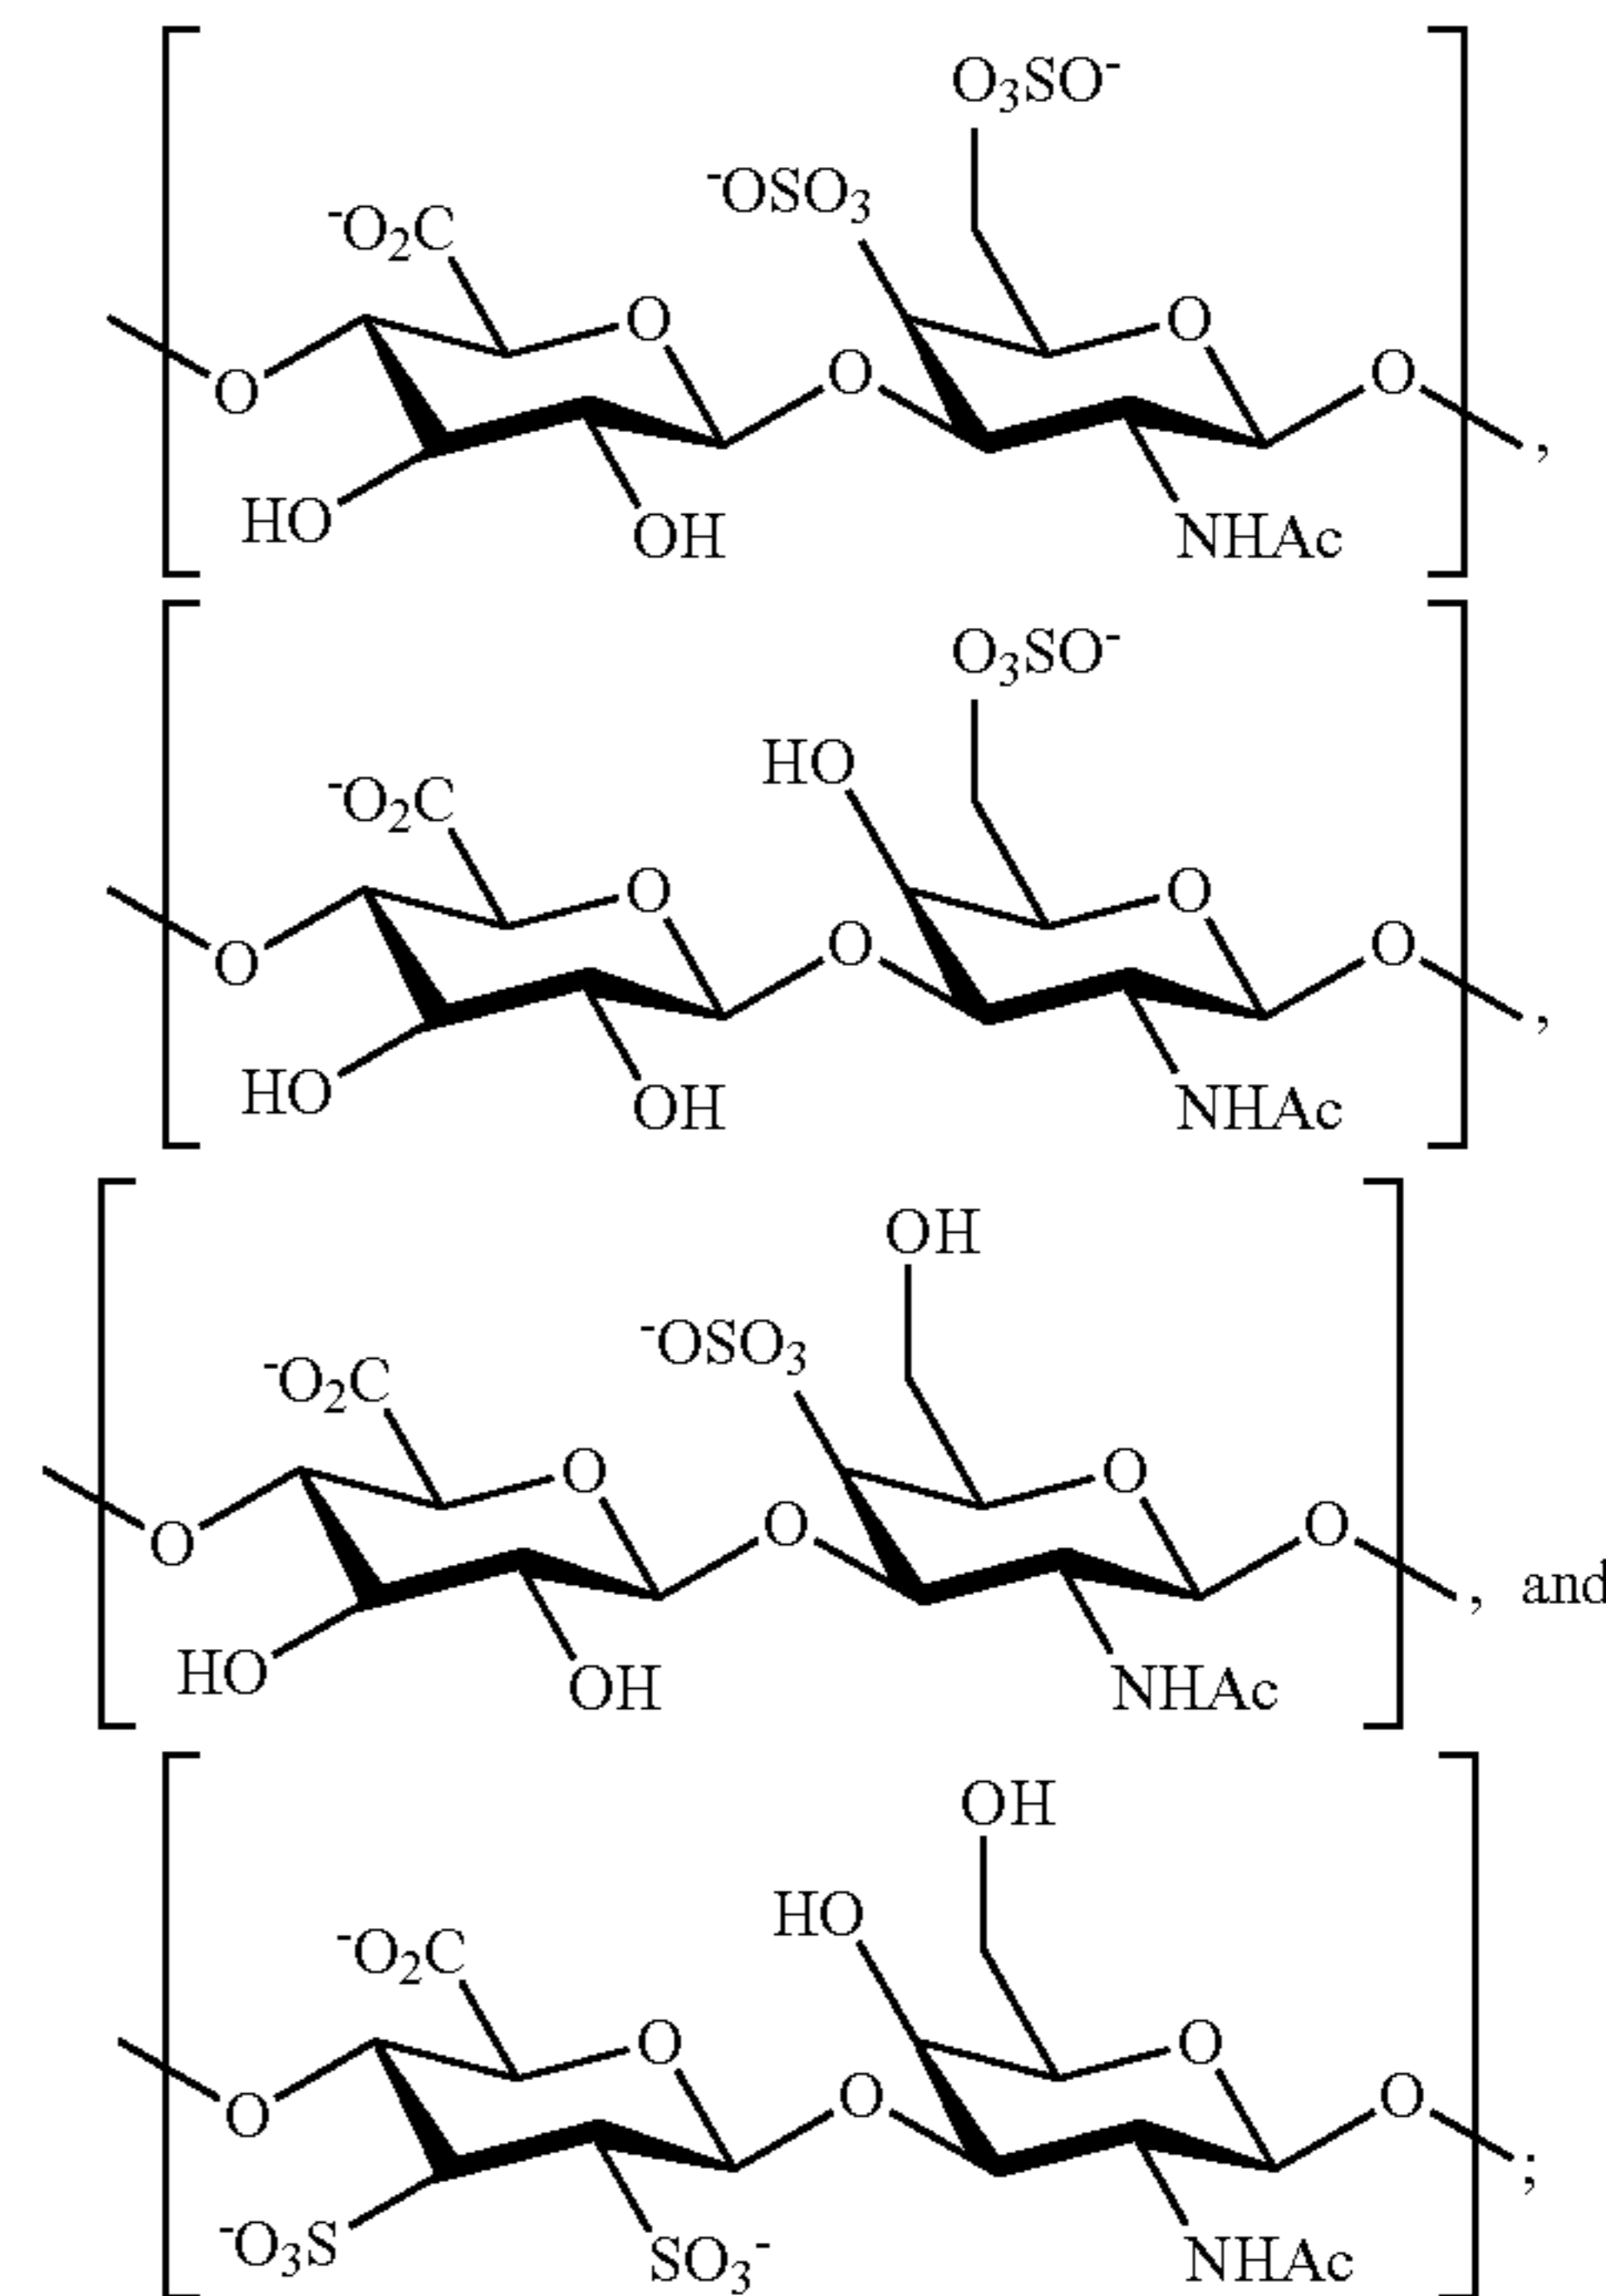 O₃SO⁻
⁻OSO₃
⁻O₂C
O O
O O O
HO OH NHAc ,
O₃SO⁻
HO
⁻O₂C
O O
O O O
HO OH NHAc ,
OH
⁻OSO₃
⁻O₂C
O O
O O O
, and
HO OH NHAc
OH
HO
⁻O₂C
O O
O O O
;
⁻O₃S SO₃⁻ NHAc